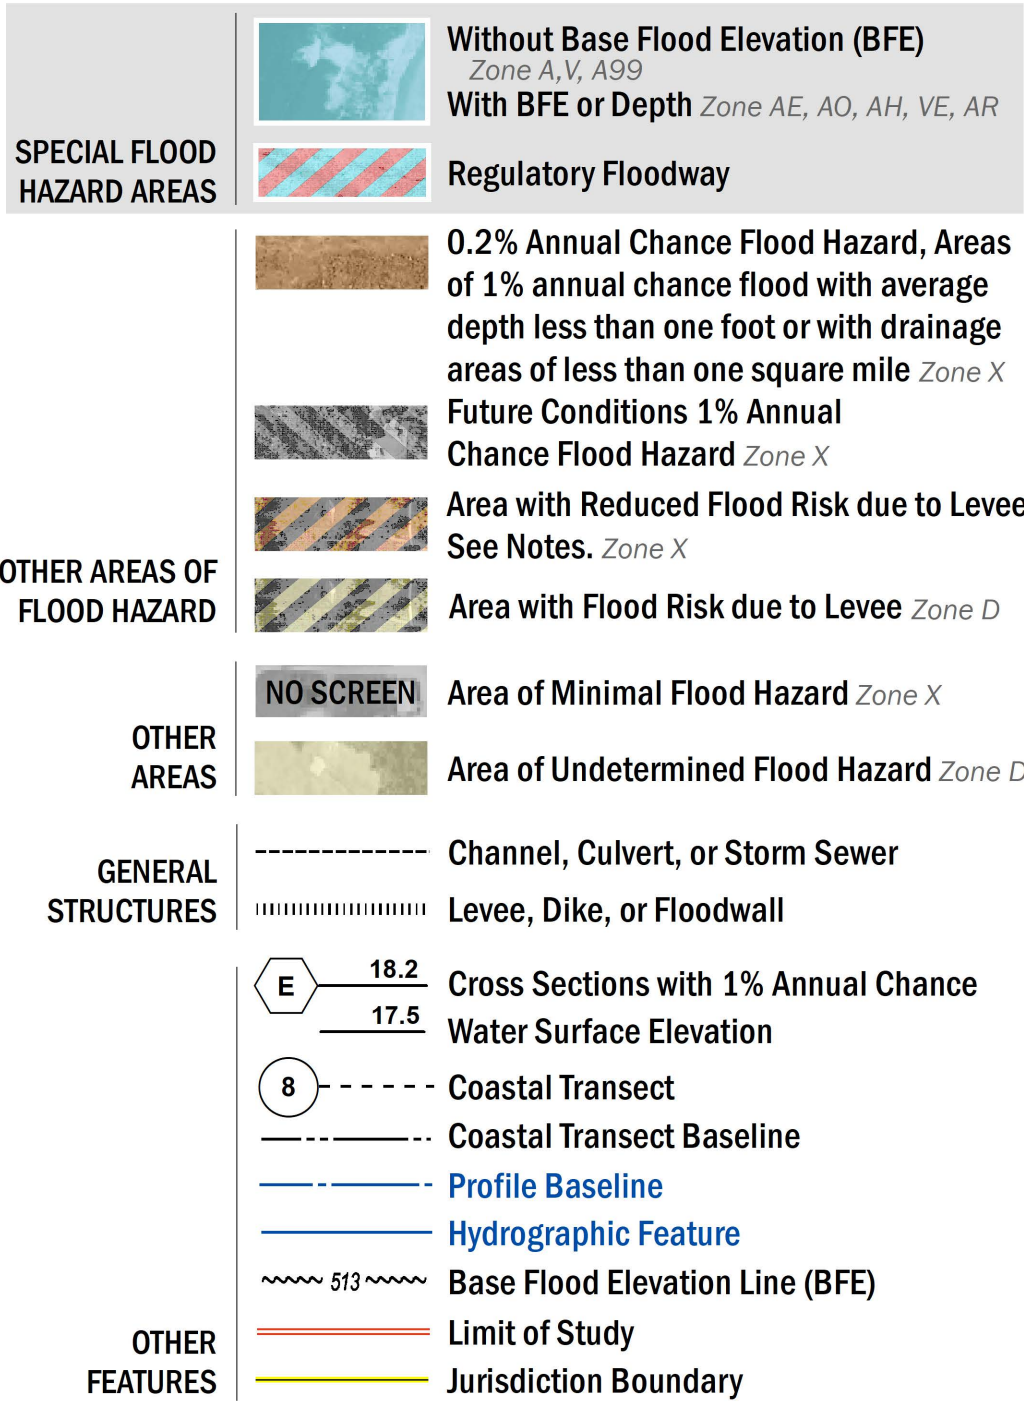 Without Base Flood Elevation (BFE)
Zone A,V, A99
With BFE or Depth Zone AE, AO, AH, VE, AR
SPECIAL FLOOD
HAZARD AREAS
Regulatory Floodway
0.2% Annual Chance Flood Hazard, Areas
of 1% annual chance flood with average
depth less than one foot or with drainage
areas of less than one square mile Zone X
Future Conditions 1% Annual
Chance Flood Hazard Zone X
Area with Reduced Flood Risk due to Levee
See Notes. Zone X
OTHER AREAS OF
FLOOD HAZARD
Area with Flood Risk due to Levee Zone D
NO SCREEN
Area of Minimal Flood Hazard Zone X
OTHER
AREAS
Area of Undetermined Flood Hazard Zone D
GENERAL
STRUCTURES
Channel, Culvert, or Storm Sewer
Levee, Dike, or Floodwall
E 18.2
Cross Sections with 1% Annual Chance
17.5
Water Surface Elevation
8
Coastal Transect
Coastal Transect Baseline
Profile Baseline
Hydrographic Feature
513
Base Flood Elevation Line (BFE)
Limit of Study
OTHER
FEATURES
Jurisdiction Boundary